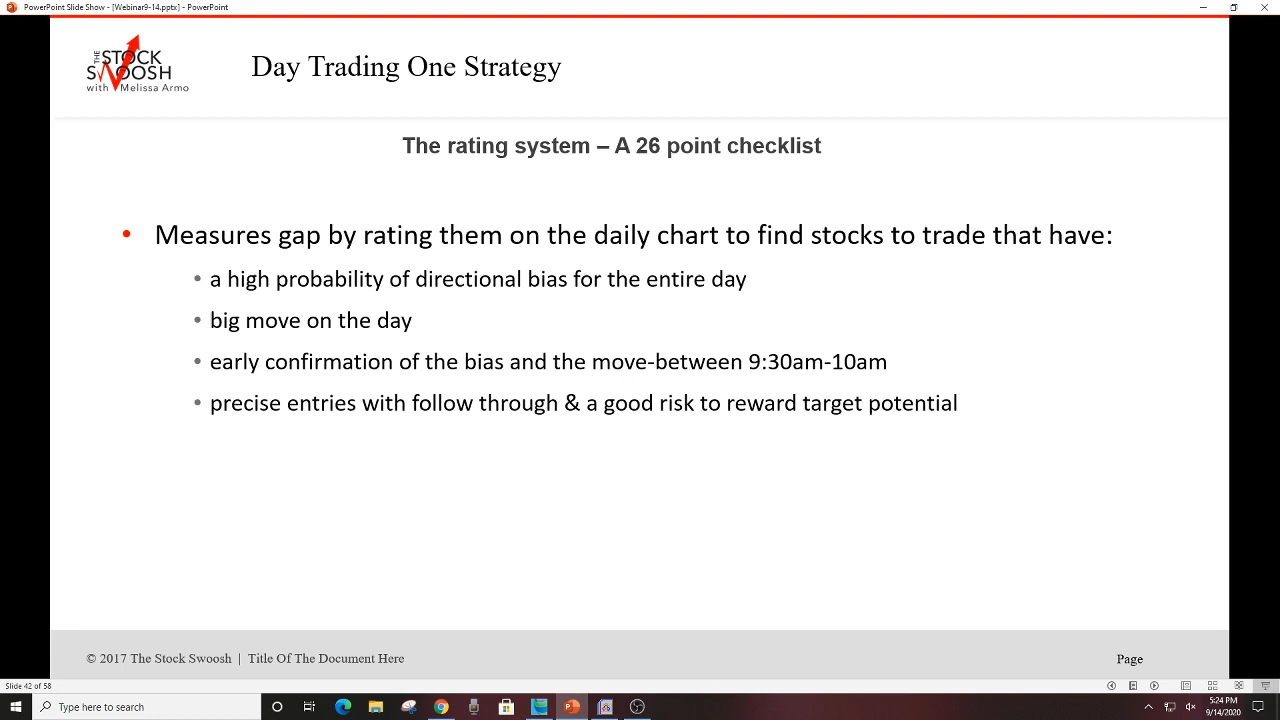 PowerPoint Slide Show - [Webinar9-14.pptx] - PowerPoint
THE
STOCK
SWOOSH
with Melissa Armo
Day Trading One Strategy
The rating system – A 26 point checklist
• Measures gap by rating them on the daily chart to find stocks to trade that have:
• a high probability of directional bias for the entire day
• big move on the day
• early confirmation of the bias and the move-between 9:30am-10am
• precise entries with follow through & a good risk to reward target potential
© 2017 The Stock Swoosh | Title Of The Document Here
Page
Slide 42 of 58
Type here to search
5:24 PM
9/14/2020